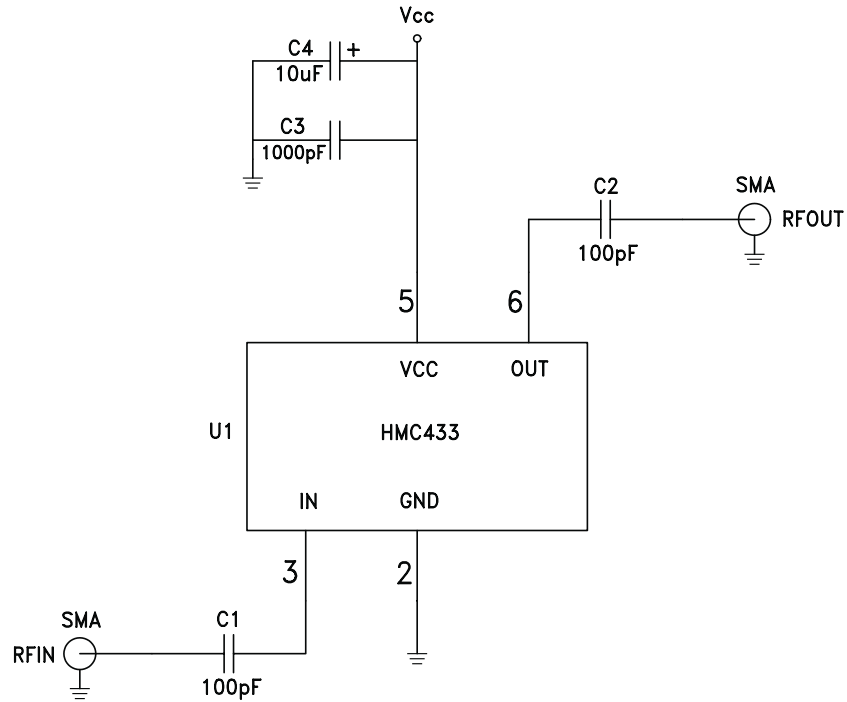 Vcc
C4 +
10uF
C3
1000pF
C2
SMA
RFOUT
100pF
5
6
VCC
OUT
U1
HMC433
IN
GND
3
2
SMA
C1
RFIN
100pF